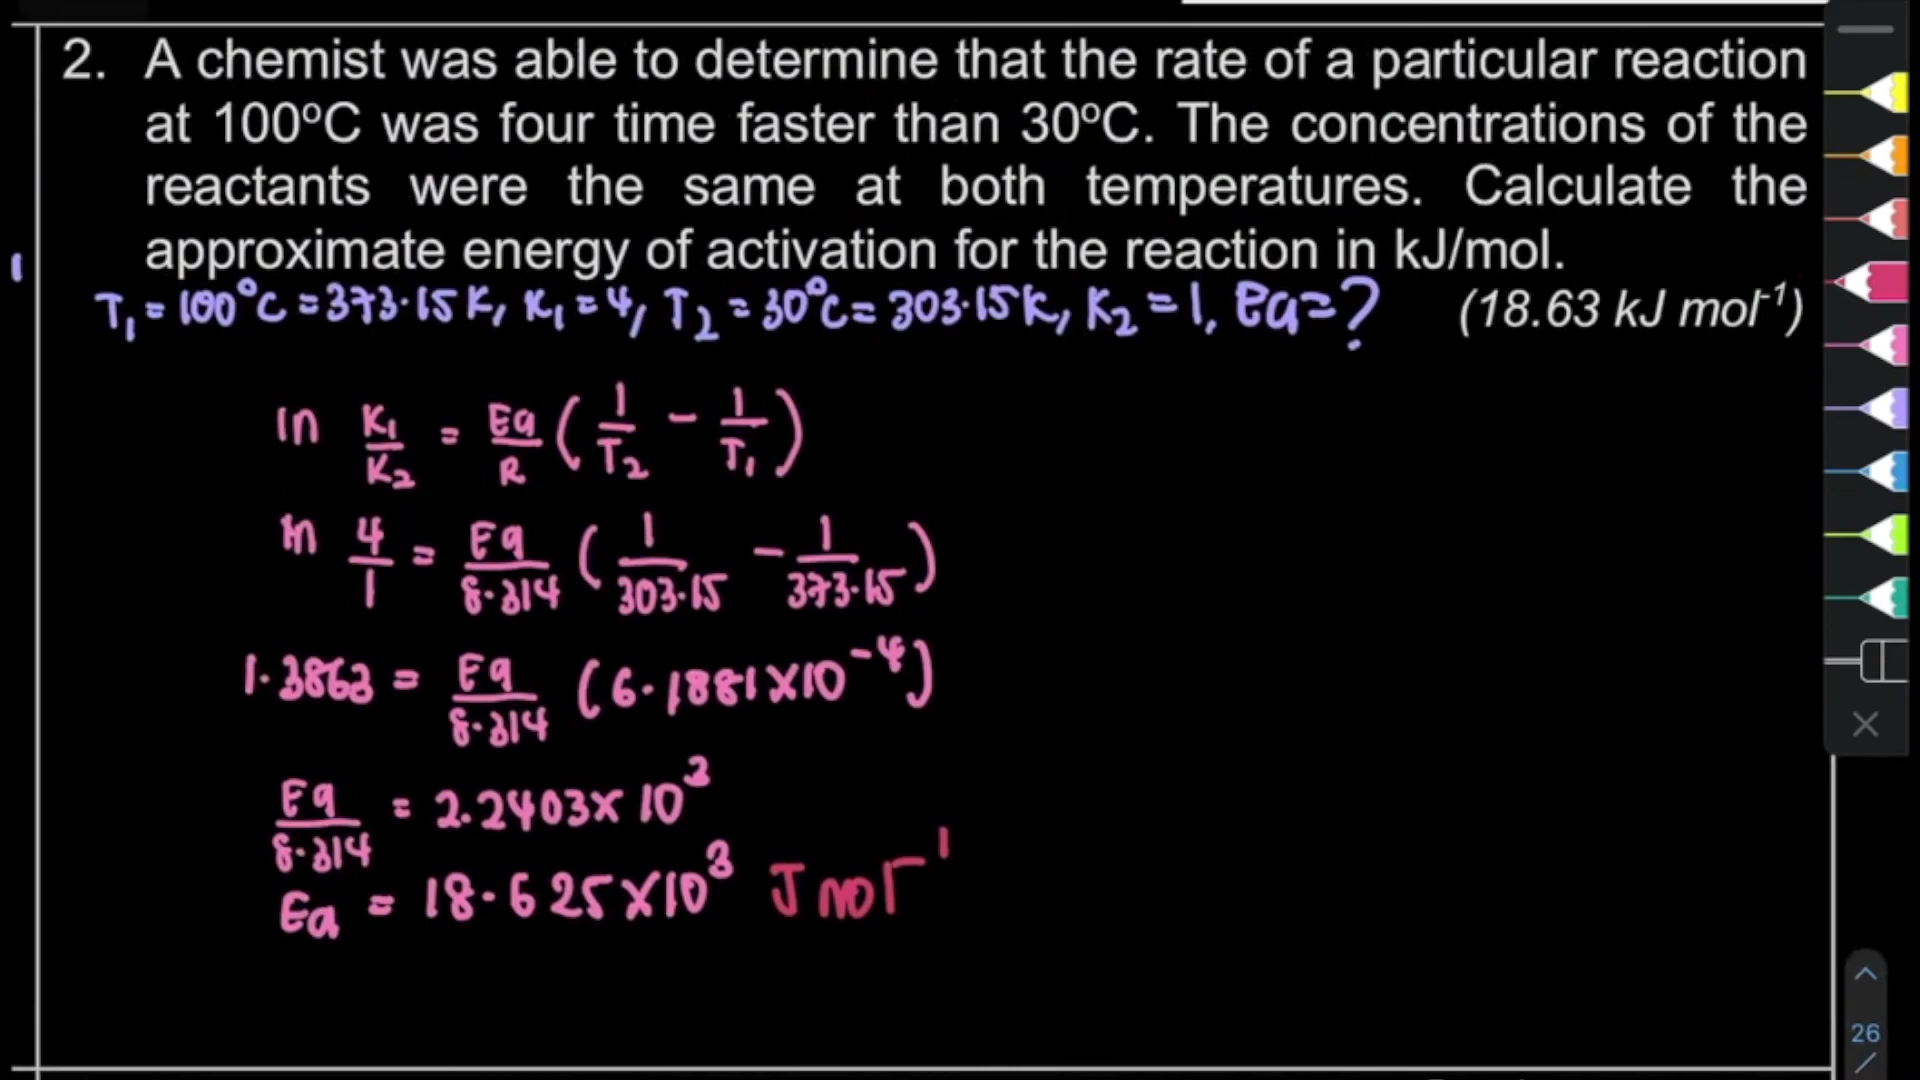 2. A chemist was able to determine that the rate of a particular reaction
at 100°C was four time faster than 30°C. The concentrations of the
reactants were the same at both temperatures. Calculate the
approximate energy of activation for the reaction in kJ/mol.
(18.63 kJ mol⁻¹)
T₁ = 100°C = 373.15 K, K₁ = 4, T₂ = 30°C = 303.15 K, K₂ = 1, Ea = ?
ln K₁/K₂ = Ea/R (1/T₂ − 1/T₁)
ln 4/1 = Ea/8.314 (1/303.15 − 1/373.15)
1.3863 = Ea/8.314 (6.1881 × 10⁻⁴)
Ea/8.314 = 2.2403 × 10³
Ea = 18.625 × 10³ J mol⁻¹
26